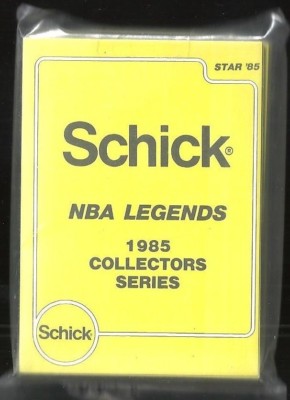 STAR '85
Schick®
NBA LEGENDS
1985
COLLECTORS
SERIES
Schick